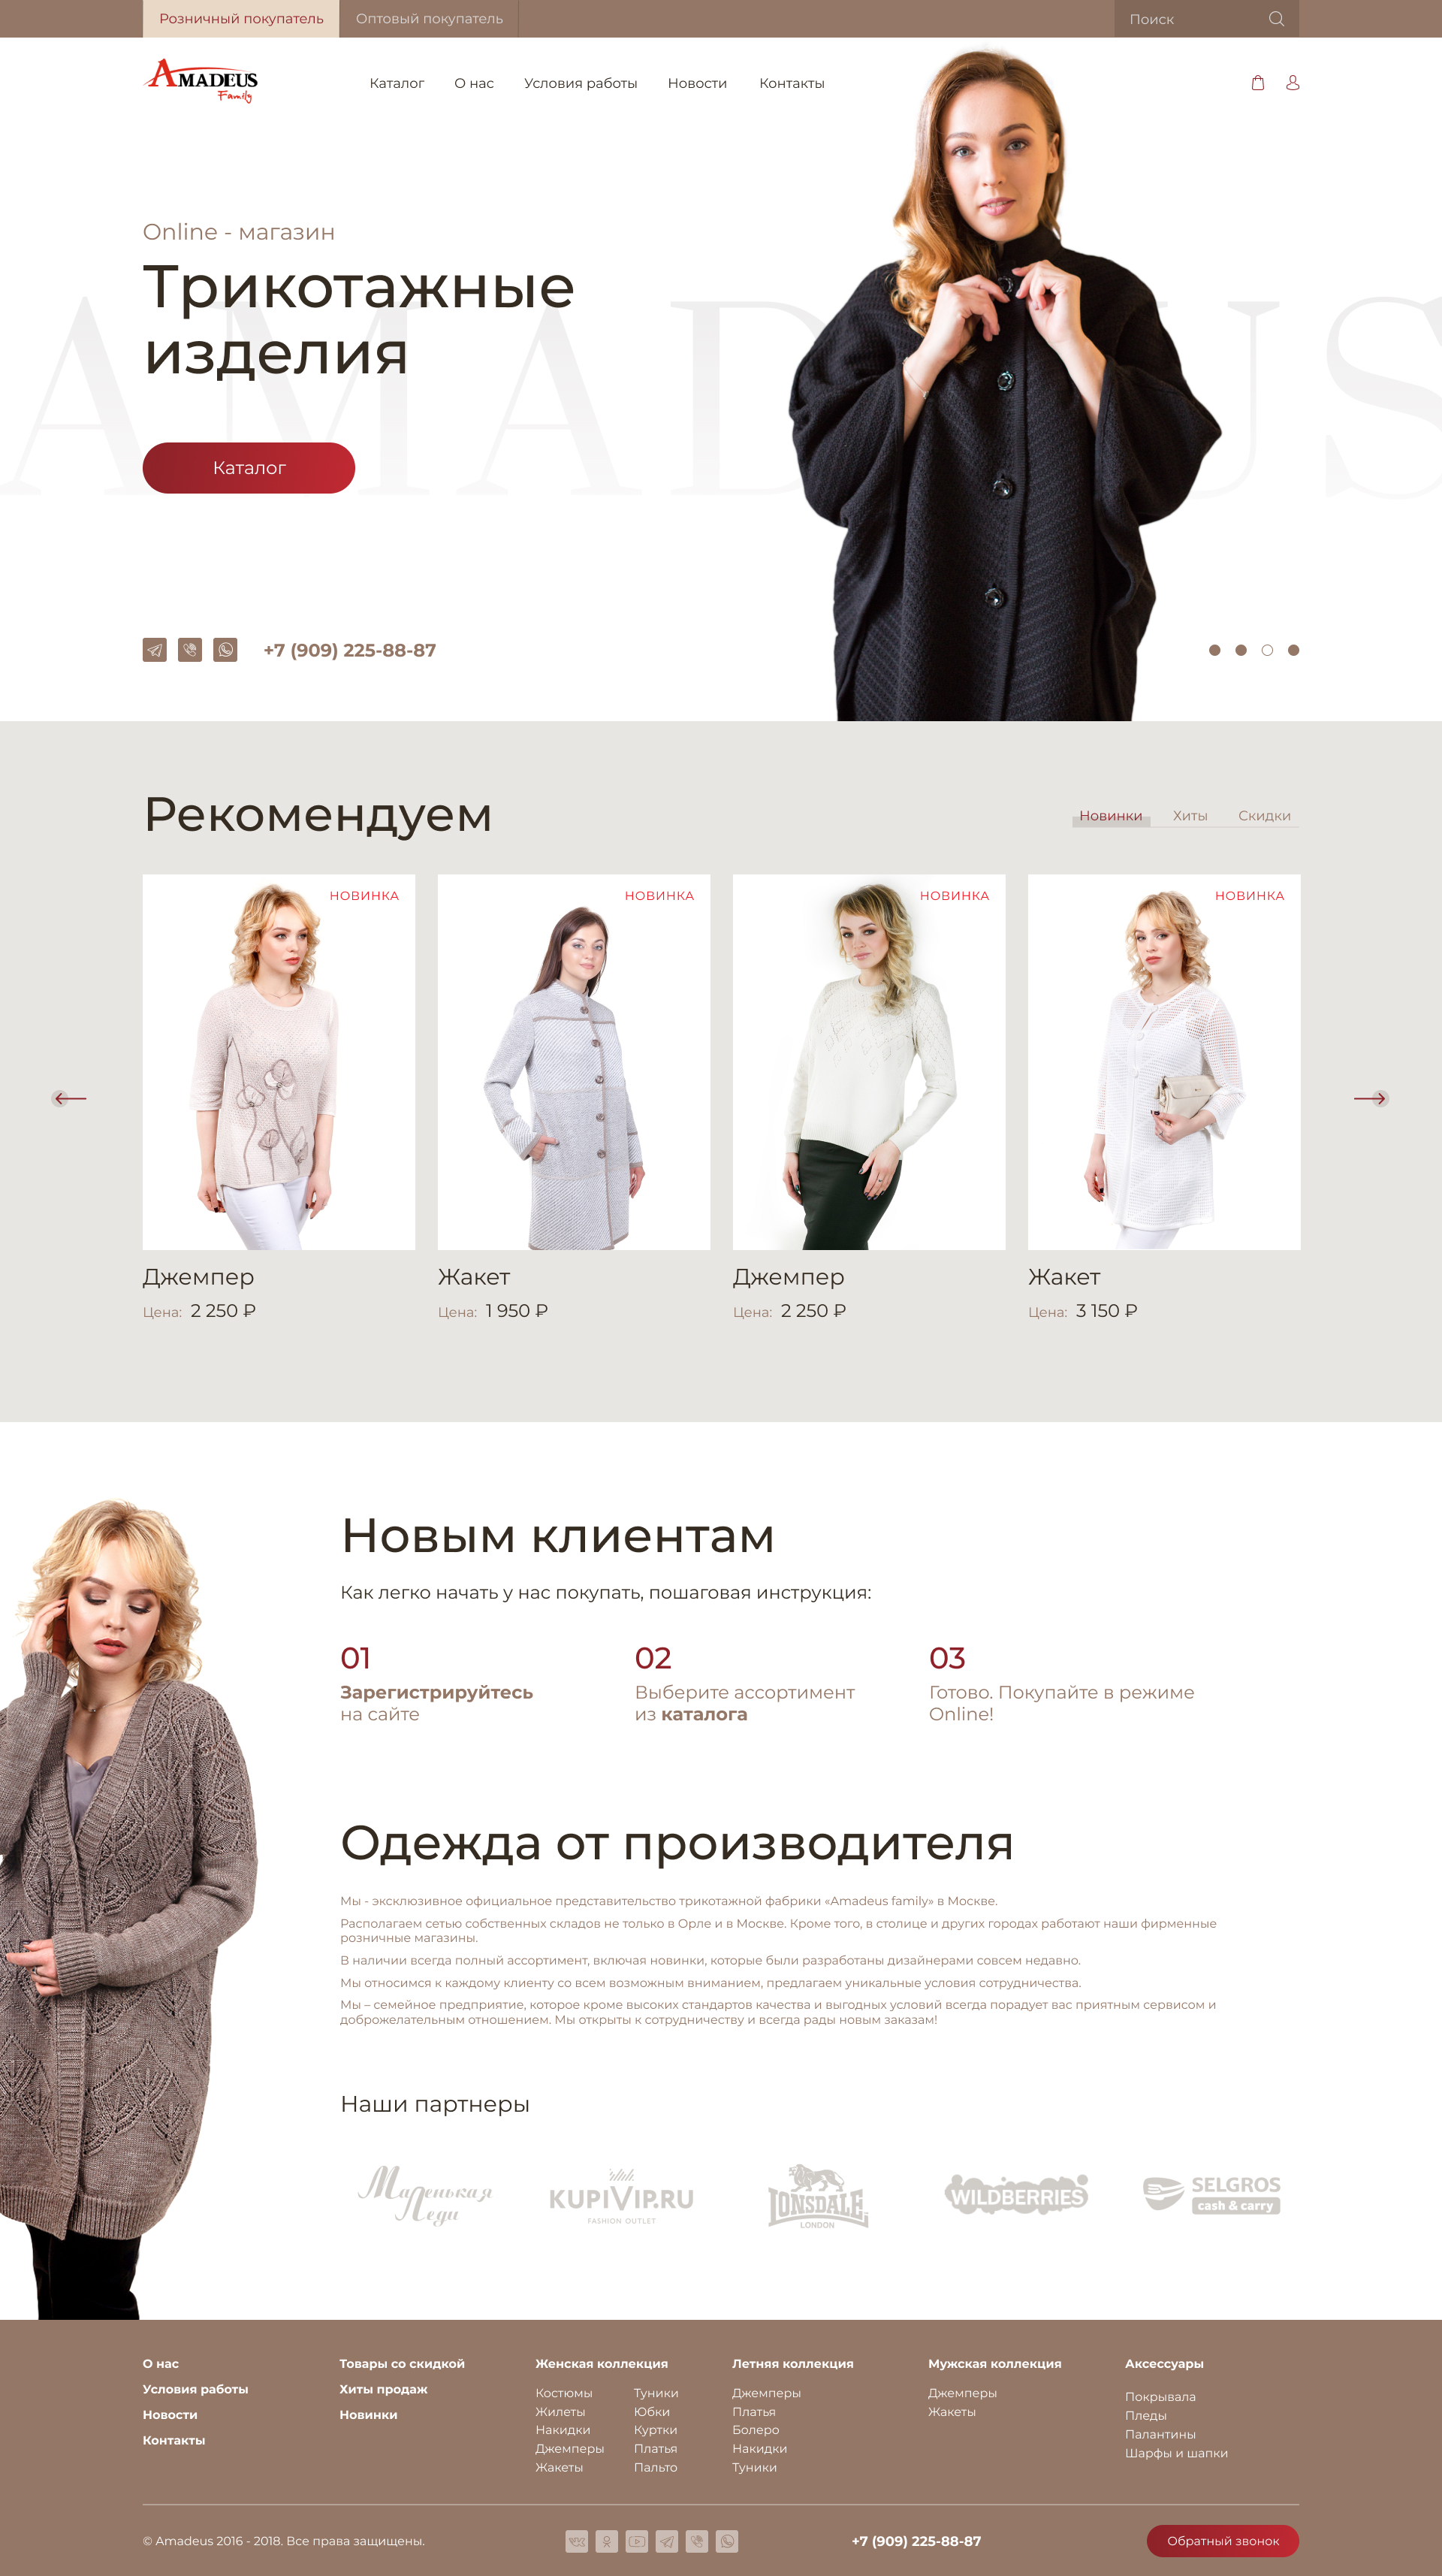 Розничный покупатель
Оптовый покупатель
Поиск
AMADEUS
Family
Каталог
О нас
Условия работы
Новости
Контакты
Online - магазин
Трикотажные
изделия
Каталог
+7 (909) 225-88-87
Рекомендуем
Новинки
Хиты
Скидки
НОВИНКА
НОВИНКА
НОВИНКА
НОВИНКА
Джемпер
Цена: 2 250 ₽
Жакет
Цена: 1 950 ₽
Джемпер
Цена: 2 250 ₽
Жакет
Цена: 3 150 ₽
Новым клиентам
Как легко начать у нас покупать, пошаговая инструкция:
01
Зарегистрируйтесь
на сайте
02
Выберите ассортимент
из каталога
03
Готово. Покупайте в режиме
Online!
Одежда от производителя
Мы - эксклюзивное официальное представительство трикотажной фабрики «Amadeus family» в Москве.
Располагаем сетью собственных складов не только в Орле и в Москве. Кроме того, в столице и других городах работают наши фирменные
розничные магазины.
В наличии всегда полный ассортимент, включая новинки, которые были разработаны дизайнерами совсем недавно.
Мы относимся к каждому клиенту со всем возможным вниманием, предлагаем уникальные условия сотрудничества.
Мы – семейное предприятие, которое кроме высоких стандартов качества и выгодных условий всегда порадует вас приятным сервисом и
доброжелательным отношением. Мы открыты к сотрудничеству и всегда рады новым заказам!
Наши партнеры
Маленькая
Леди
KUPIVIP.RU
FASHION OUTLET
LONSDALE
LONDON
WILDBERRIES
SELGROS
cash & carry
О нас
Условия работы
Новости
Контакты
Товары со скидкой
Хиты продаж
Новинки
Женская коллекция
Костюмы
Жилеты
Накидки
Джемперы
Жакеты
Туники
Юбки
Куртки
Платья
Пальто
Летняя коллекция
Джемперы
Платья
Болеро
Накидки
Туники
Мужская коллекция
Джемперы
Жакеты
Аксессуары
Покрывала
Пледы
Палантины
Шарфы и шапки
© Amadeus 2016 - 2018. Все права защищены.
+7 (909) 225-88-87
Обратный звонок